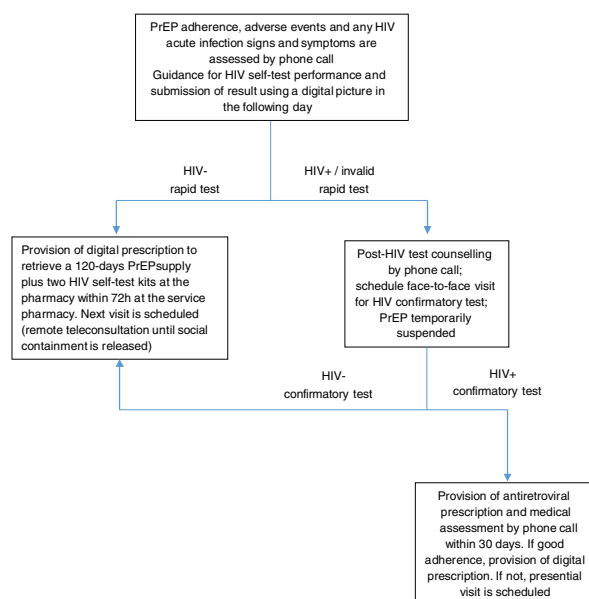 PrEP adherence, adverse events and any HIV
acute infection signs and symptoms are
assessed by phone call
Guidance for HIV self-test performance and
submission of result using a digital picture in
the following day
HIV-
rapid test
HIV+ / invalid
rapid test
Provision of digital prescription to
retrieve a 120-days PrEPsupply
plus two HIV self-test kits at the
pharmacy within 72h at the service
pharmacy. Next visit is scheduled
(remote teleconsultation until social
containment is released)
Post-HIV test counselling
by phone call;
schedule face-to-face visit
for HIV confirmatory test;
PrEP temporarily
suspended
HIV-
confirmatory test
HIV+
confirmatory test
Provision of antiretroviral
prescription and medical
assessment by phone call
within 30 days. If good
adherence, provision of digital
prescription. If not, presential
visit is scheduled